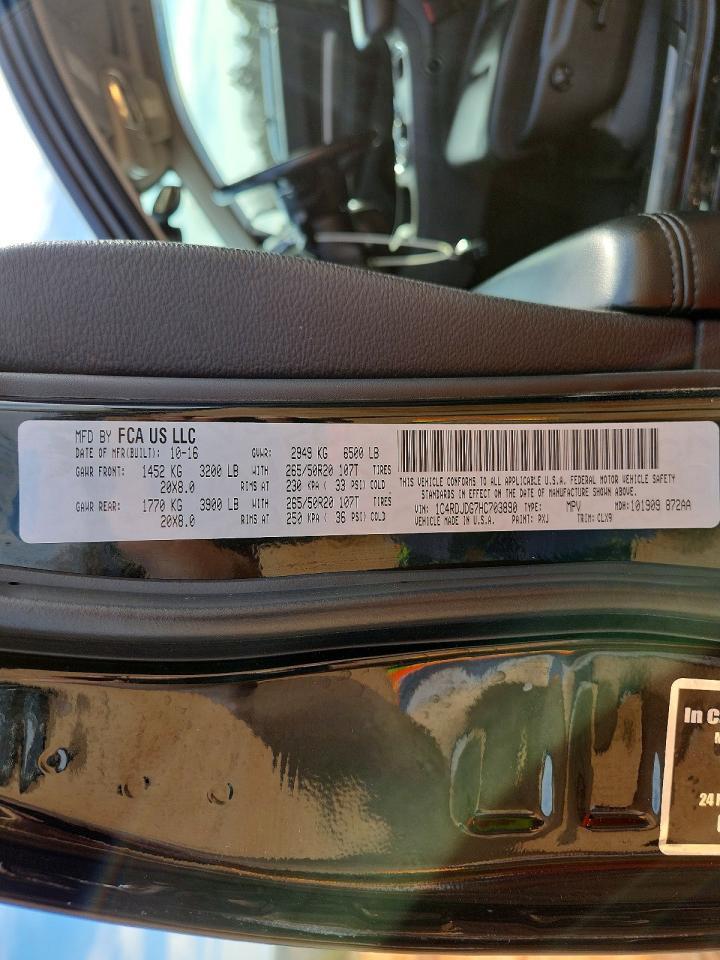 MFD BY FCA US LLC
DATE OF MFR(BUILT): 10-16 GVWR: 2949 KG 6500 LB
GAWR FRONT: 1452 KG 3200 LB WITH 265/50R20 107T TIRES
20X8.0 RIMS AT 230 KPA ( 33 PSI) COLD
GAWR REAR: 1770 KG 3900 LB WITH 265/50R20 107T TIRES
20X8.0 RIMS AT 250 KPA ( 36 PSI) COLD
THIS VEHICLE CONFORMS TO ALL APPLICABLE U.S.A. FEDERAL MOTOR VEHICLE SAFETY
STANDARDS IN EFFECT ON THE DATE OF MANUFACTURE SHOWN ABOVE.
VIN: 1C4RDJDG7HC703890 TYPE: MPV MDH: 101909 872AA
VEHICLE MADE IN U.S.A. PAINT: PXJ TRIM: CLX9
In C
24